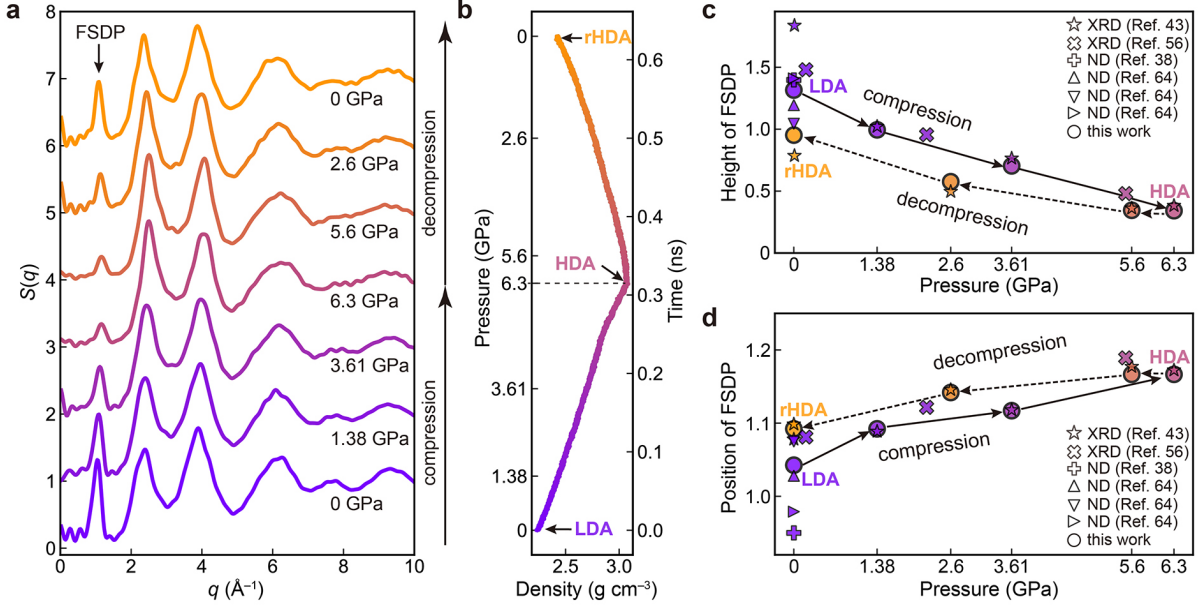 a
FSDP
S(q)
8
7
6
5
4
3
2
1
0
0 GPa
2.6 GPa
5.6 GPa
6.3 GPa
3.61 GPa
1.38 GPa
0 GPa
0 2 4 6 8 10
q (Å⁻¹)
decompression
compression
b
Pressure (GPa)
0
2.6
5.6
6.3
3.61
1.38
0
rHDA
HDA
LDA
0.6
0.5
0.4
0.3
0.2
0.1
0.0
Time (ns)
2.5 3.0
Density (g cm⁻³)
c
Height of FSDP
1.5
1.0
0.5
0
LDA
compression
rHDA
decompression
HDA
XRD (Ref. 43)
XRD (Ref. 56)
ND (Ref. 38)
ND (Ref. 64)
ND (Ref. 64)
ND (Ref. 64)
this work
0 1.38 2.6 3.61 5.6 6.3
Pressure (GPa)
d
Position of FSDP
1.2
1.1
1.0
decompression
HDA
rHDA
compression
LDA
XRD (Ref. 43)
XRD (Ref. 56)
ND (Ref. 38)
ND (Ref. 64)
ND (Ref. 64)
ND (Ref. 64)
this work
0 1.38 2.6 3.61 5.6 6.3
Pressure (GPa)